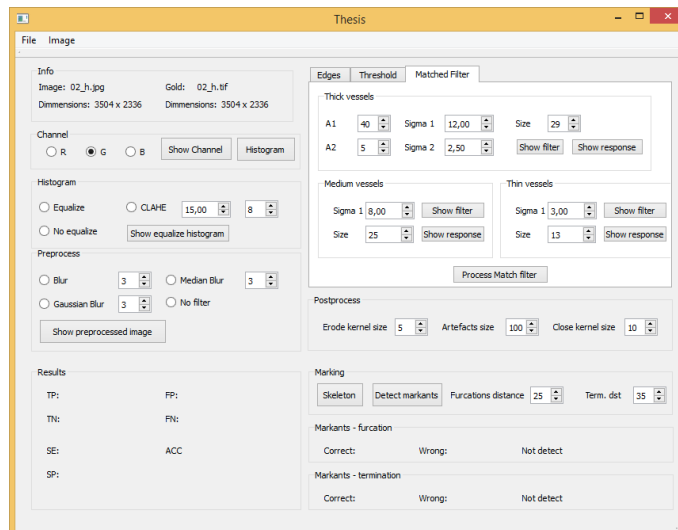 Thesis
File Image
Info
Image: 02_h.jpg Gold: 02_h.tif
Dimmensions: 3504 x 2336 Dimmensions: 3504 x 2336
Channel
R G B Show Channel Histogram
Histogram
Equalize CLAHE 15,00 8
No equalize Show equalize histogram
Preprocess
Blur 3 Median Blur 3
Gaussian Blur 3 No filter
Show preprocessed image
Results
TP: FP:
TN: FN:
SE: ACC
SP:
Edges Threshold Matched Filter
Thick vessels
A1 40 Sigma 1 12,00 Size 29
A2 5 Sigma 2 2,50 Show filter Show response
Medium vessels
Sigma 1 8,00 Show filter
Size 25 Show response
Thin vessels
Sigma 1 3,00 Show filter
Size 13 Show response
Process Match filter
Postprocess
Erode kernel size 5 Artefacts size 100 Close kernel size 10
Marking
Skeleton Detect markants Furcations distance 25 Term. dst 35
Markants - furcation
Correct: Wrong: Not detect
Markants - termination
Correct: Wrong: Not detect